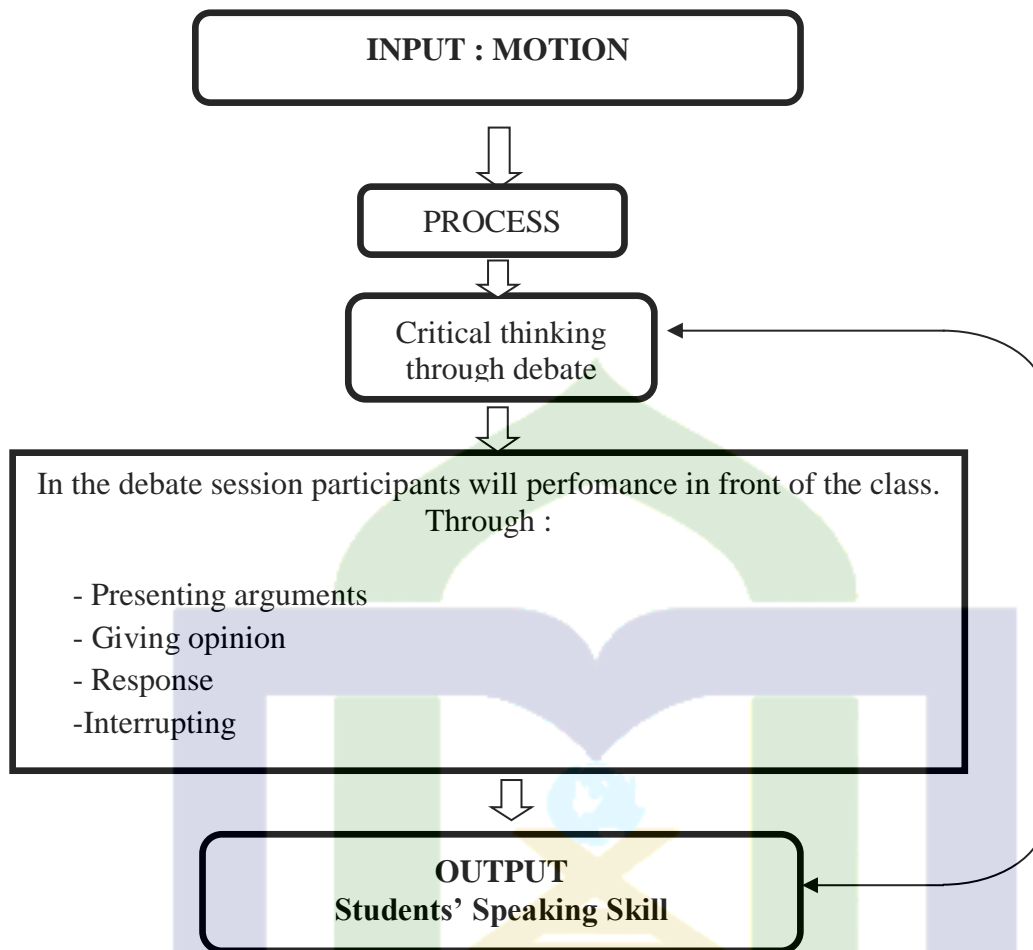 INPUT : MOTION
PROCESS
Critical thinking
through debate
In the debate session participants will perfomance in front of the class.
Through :
- Presenting arguments
- Giving opinion
- Response
-Interrupting
OUTPUT
Students’ Speaking Skill